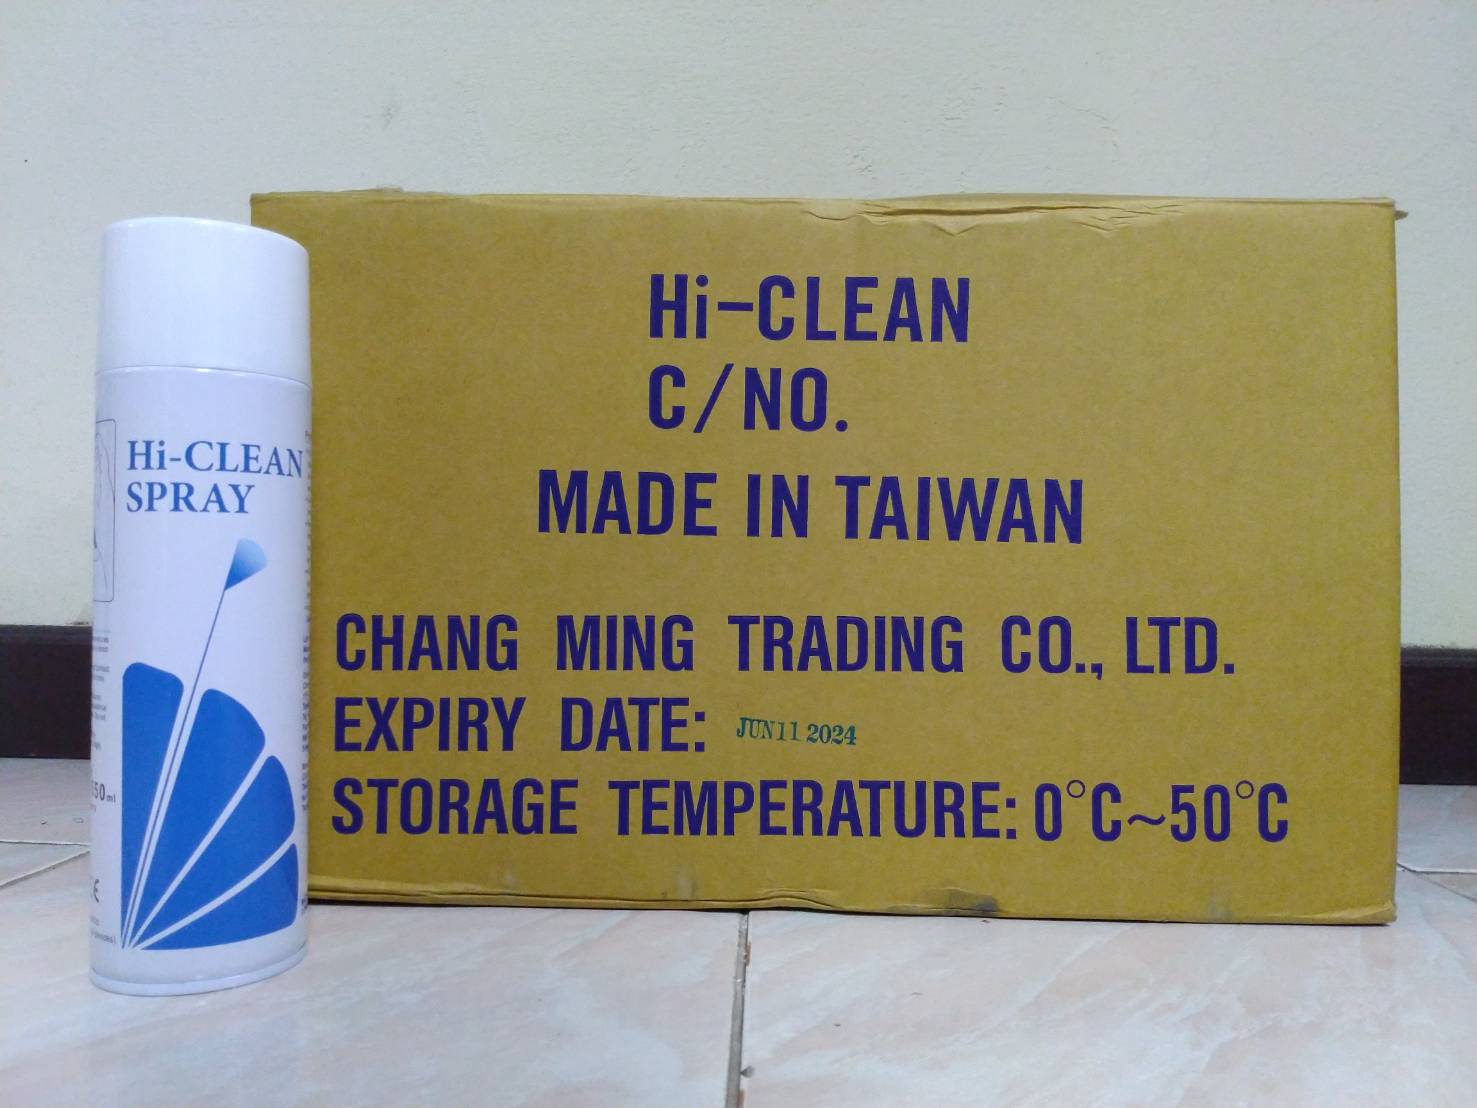 Hi-CLEAN
SPRAY
Hi-CLEAN
C/NO.
MADE IN TAIWAN
CHANG MING TRADING CO., LTD.
EXPIRY DATE: JUN 11 2024
STORAGE TEMPERATURE: 0°C~50°C